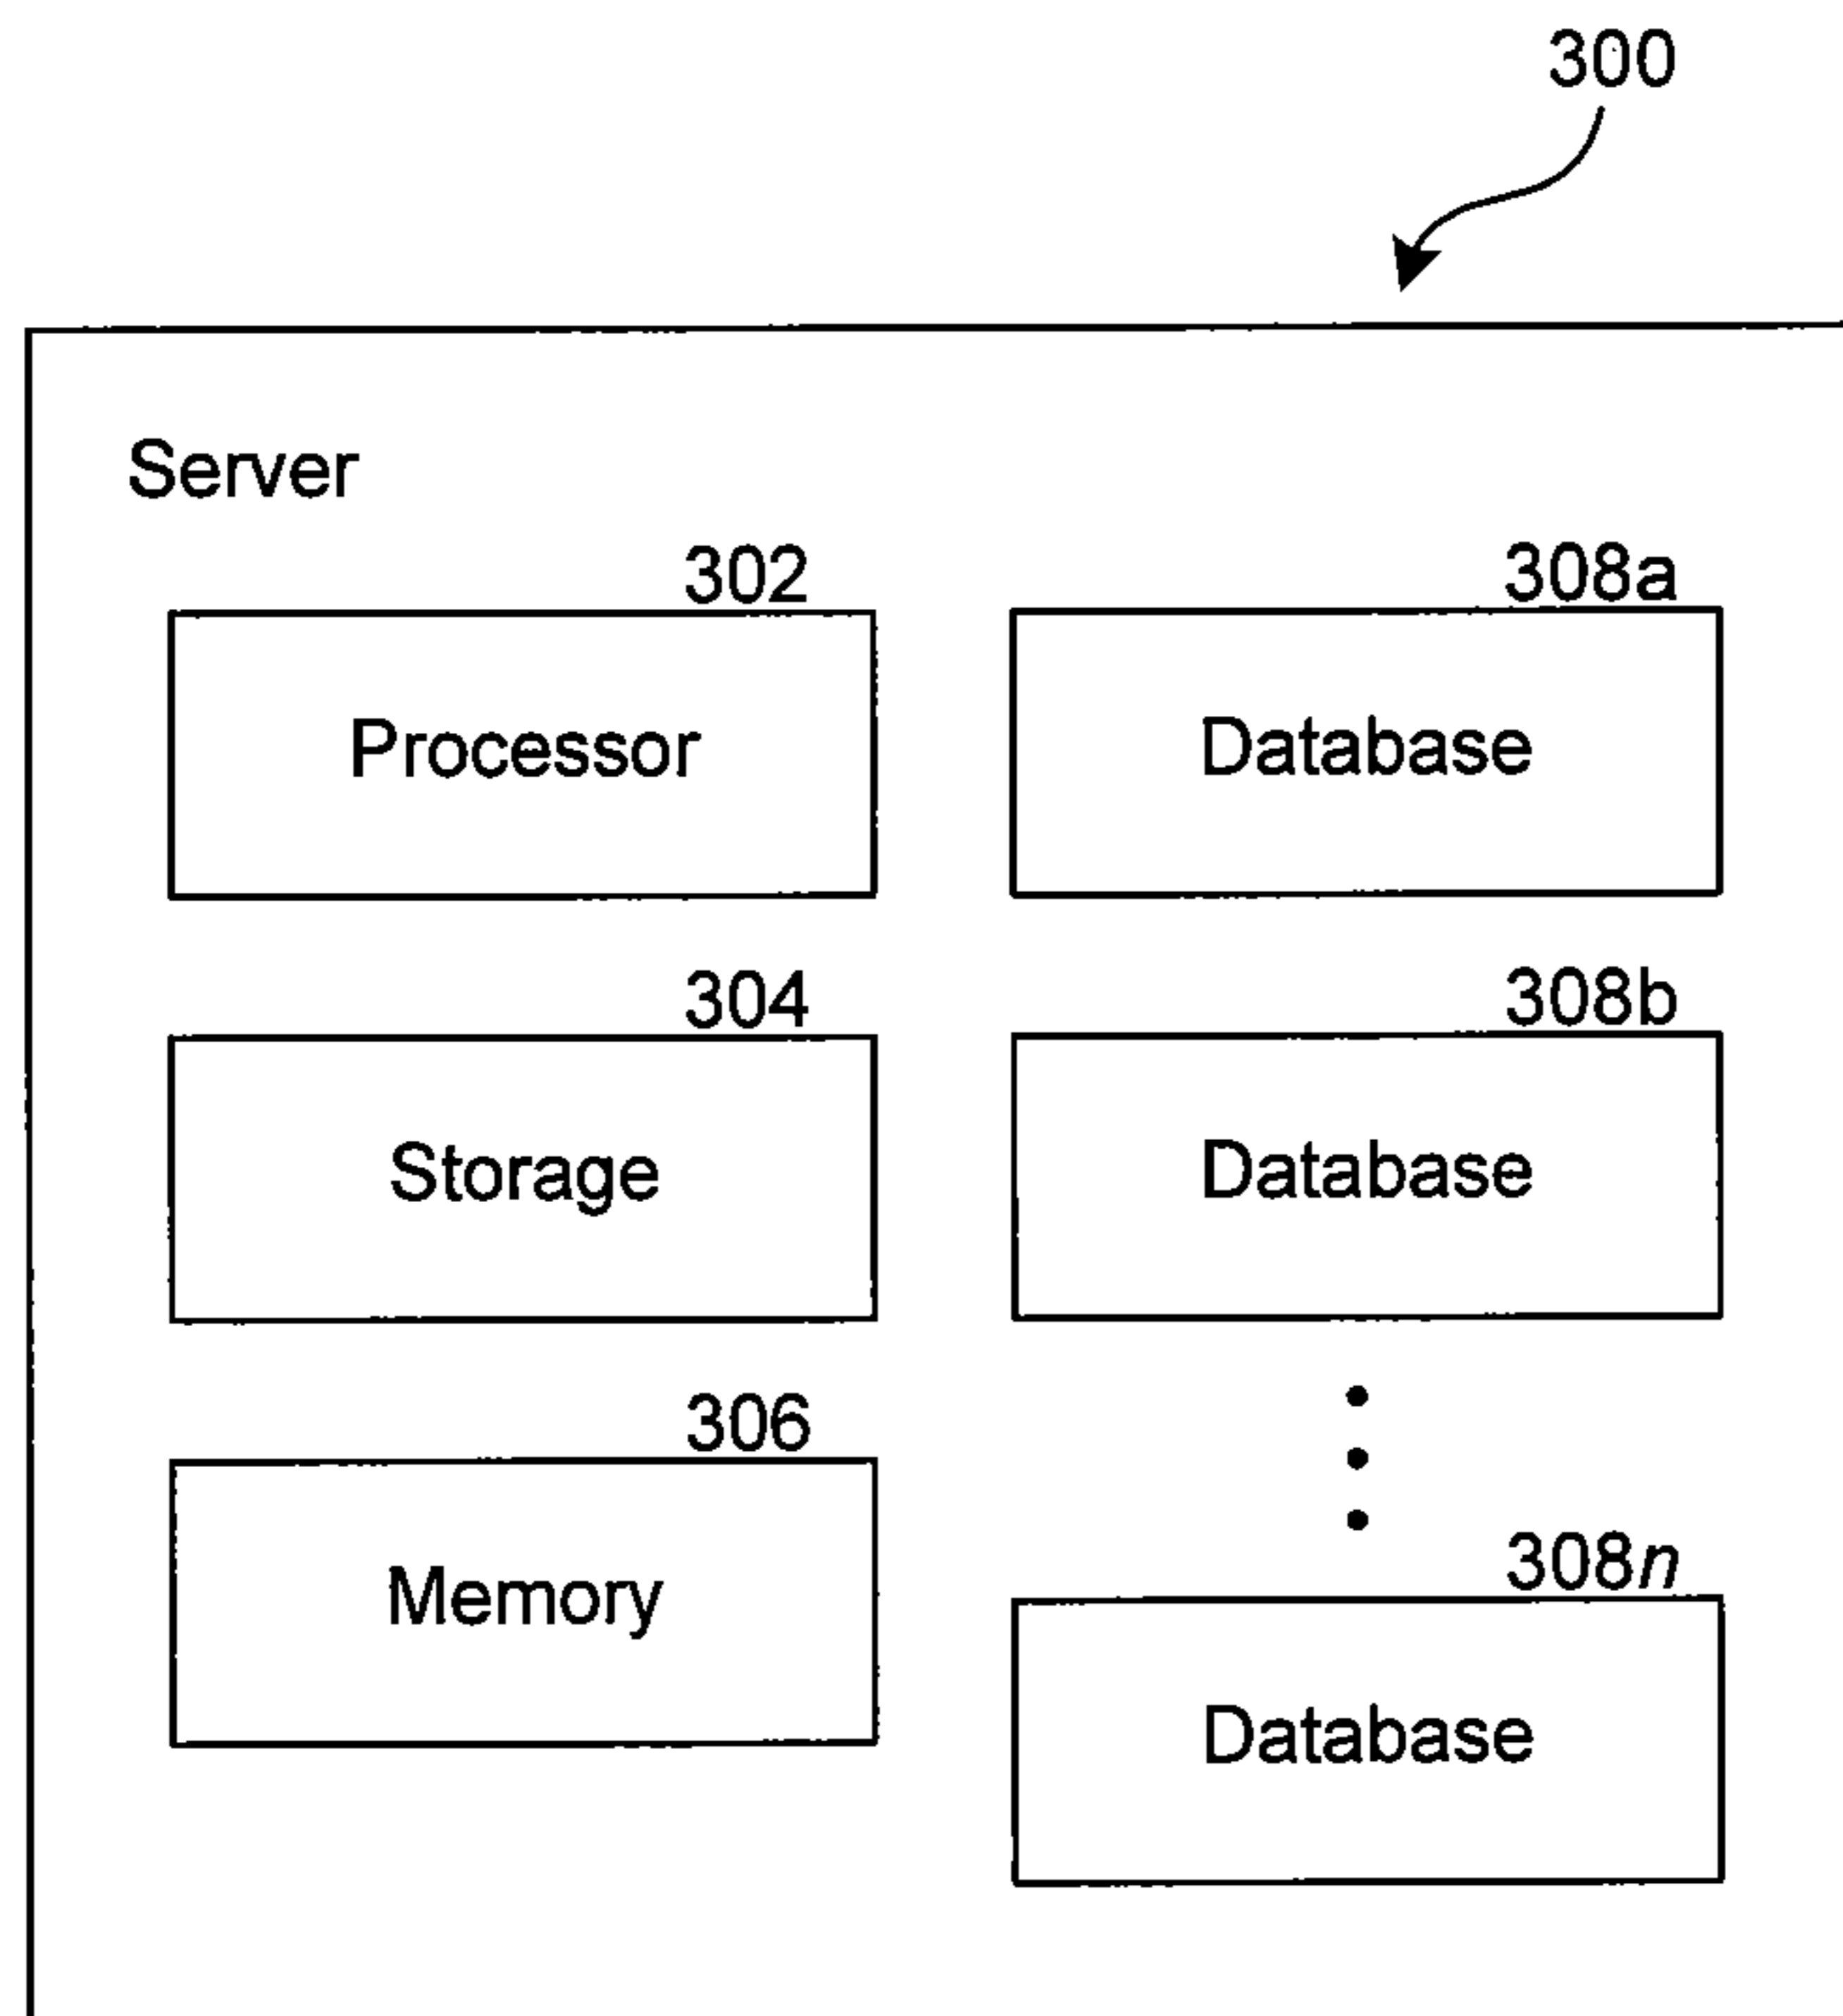 300
Server
302
Processor
304
Storage
306
Memory
308a
Database
308b
Database
308n
Database